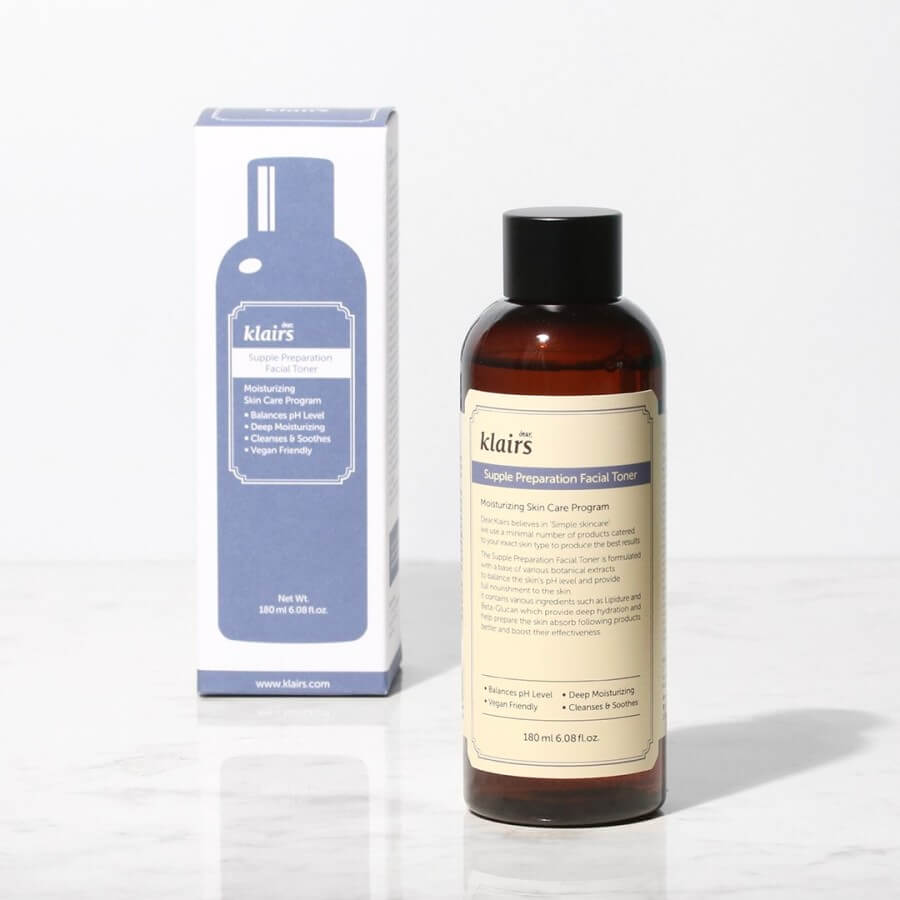 klairs
dear,
klairs
Supple Preparation
Facial Toner
Moisturizing
Skin Care Program
• Balances pH Level
• Deep Moisturizing
• Cleanses & Soothes
• Vegan Friendly
Net Wt.
180 ml 6.08 fl.oz.
www.klairs.com
dear,
klairs
Supple Preparation Facial Toner
Moisturizing Skin Care Program
Dear,Klairs believes in 'Simple skincare'
we use a minimal number of products catered
to your exact skin type to produce the best results
The Supple Preparation Facial Toner is formulated
with a base of various botanical extracts
to balance the skin's pH level and provide
full nourishment to the skin.
It contains various ingredients such as Lipidure and
Beta-Glucan which provide deep hydration and
help prepare the skin absorb following products
better and boost their effectiveness
• Balances pH Level • Deep Moisturizing
• Vegan Friendly • Cleanses & Soothes
180 ml 6.08 fl.oz.